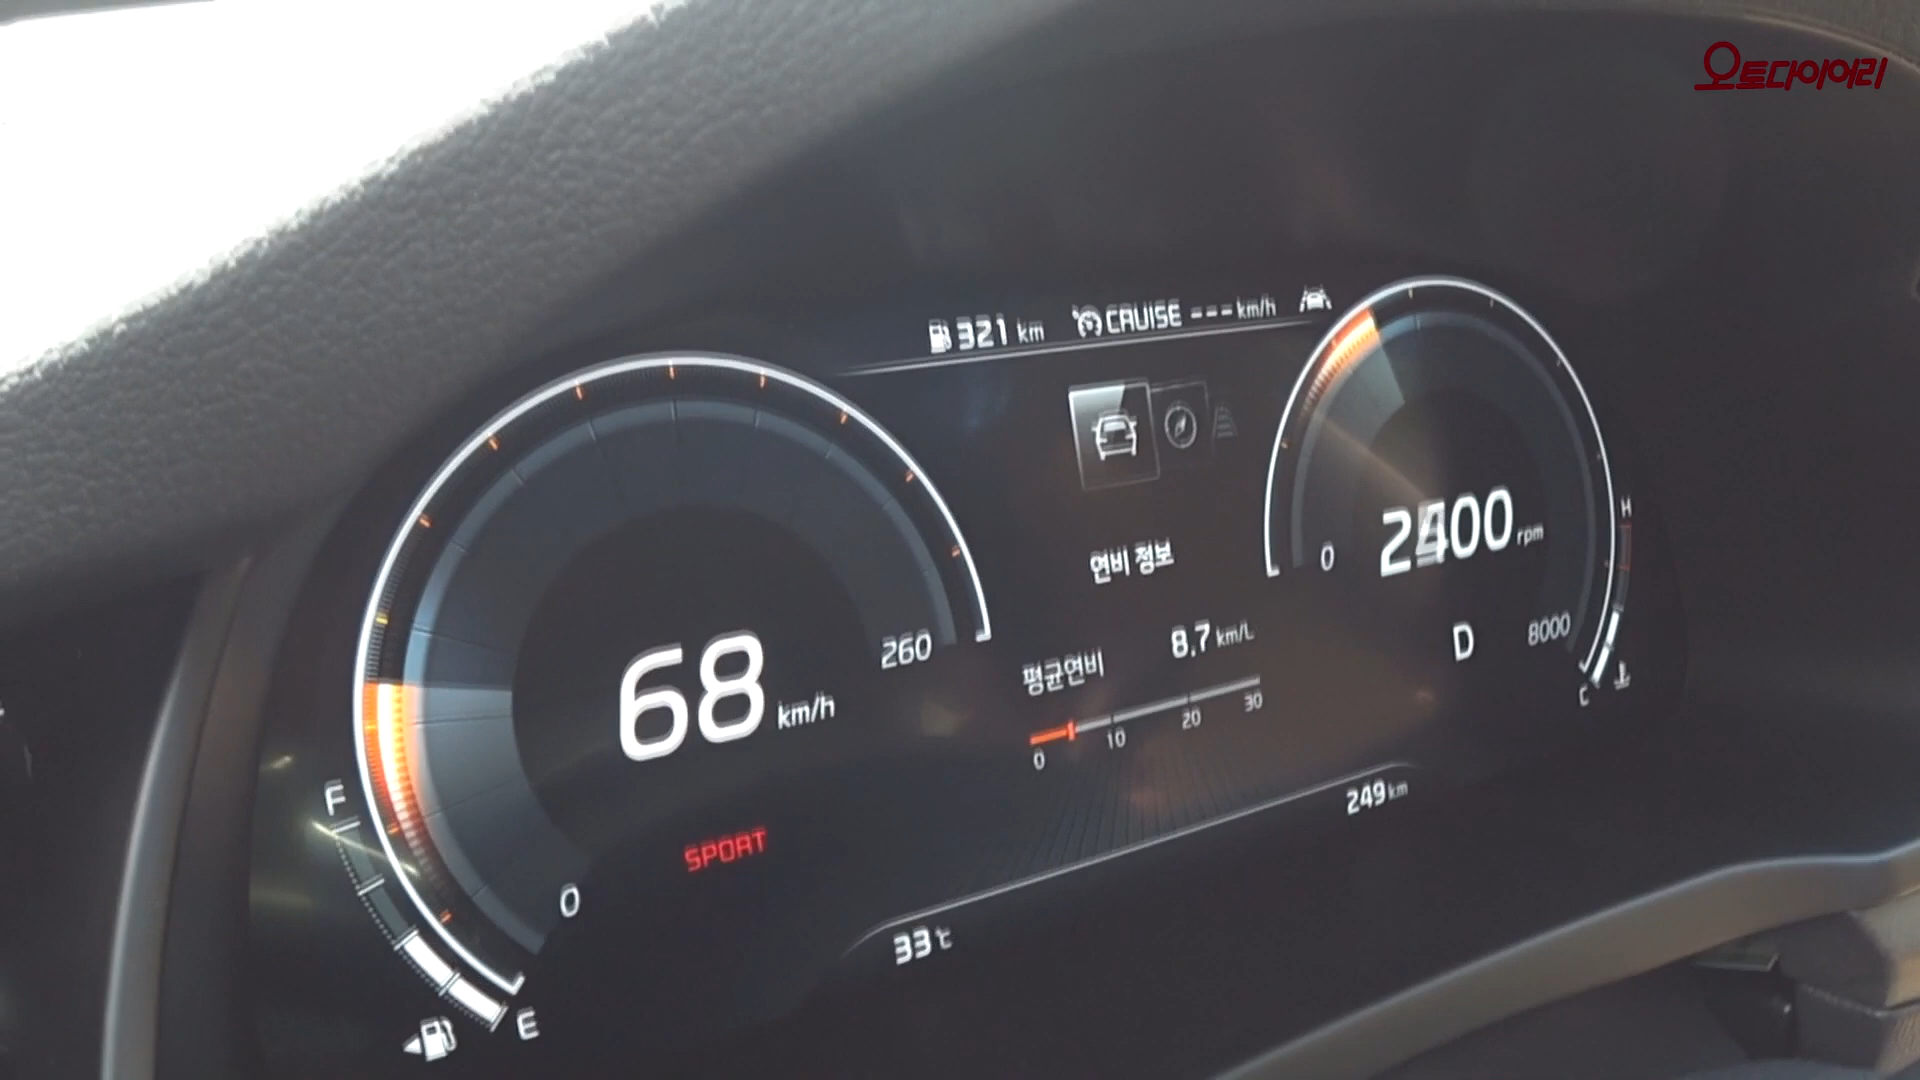 오토다이어리
321 km
CRUISE --- km/h
연비 정보
평균연비
8.7 km/L
0
10
20
30
68 km/h
0
260
SPORT
0
00 rpm
8000
D
H
C
F
E
33 ℃
249 km